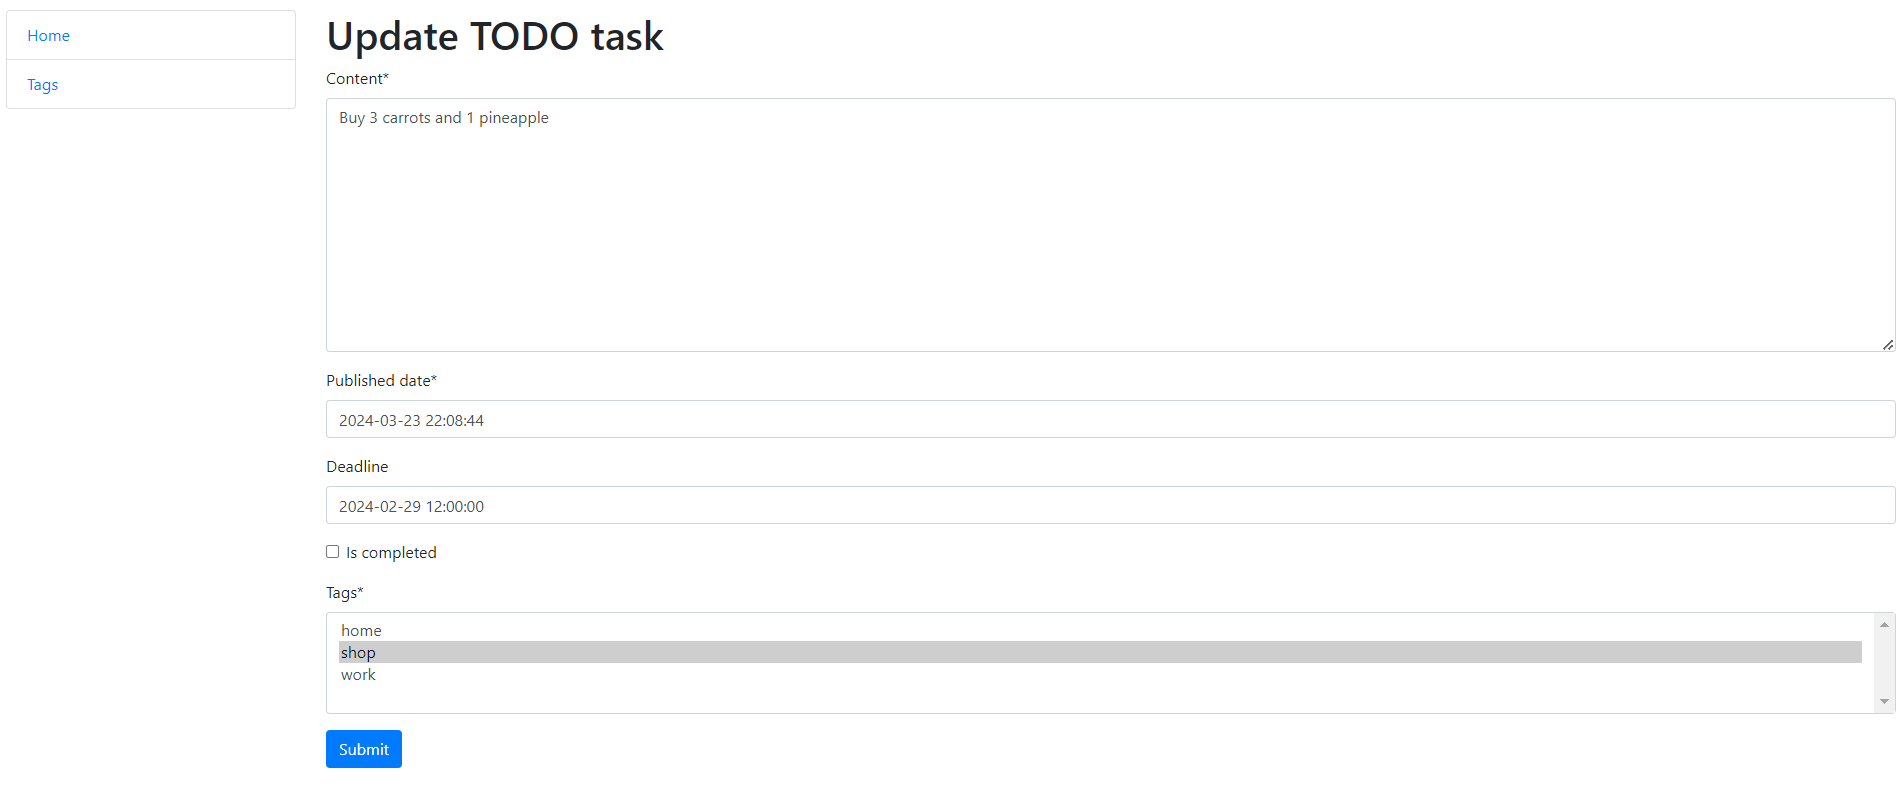 Home
Tags
Update TODO task
Content*
Buy 3 carrots and 1 pineapple
Published date*
2024-03-23 22:08:44
Deadline
2024-02-29 12:00:00
Is completed
Tags*
home
shop
work
Submit